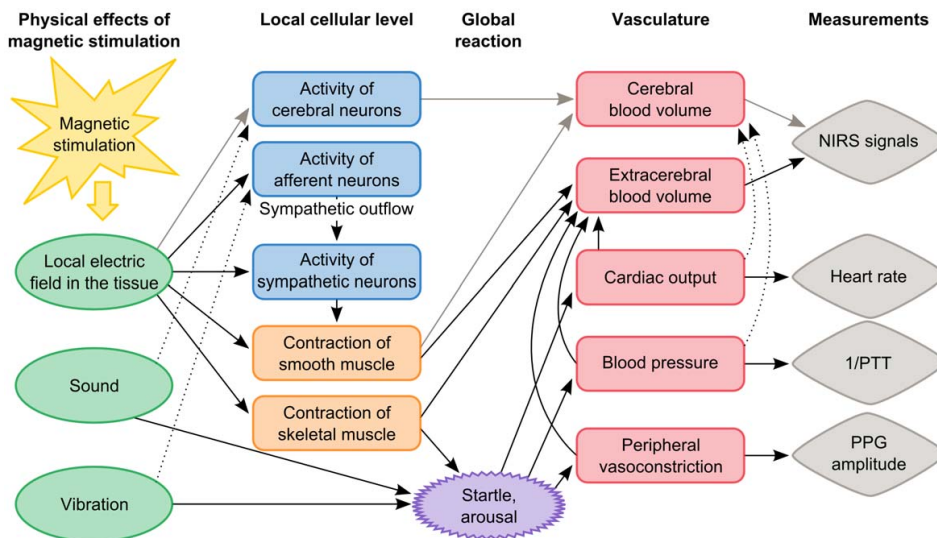 Physical effects of
magnetic stimulation
Local cellular level
Global
reaction
Vasculature
Measurements
Magnetic
stimulation
Local electric
field in the tissue
Sound
Vibration
Activity of
cerebral neurons
Activity of
afferent neurons
Sympathetic outflow
Activity of
sympathetic neurons
Contraction of
smooth muscle
Contraction of
skeletal muscle
Startle,
arousal
Cerebral
blood volume
Extracerebral
blood volume
Cardiac output
Blood pressure
Peripheral
vasoconstriction
NIRS signals
Heart rate
1/PTT
PPG
amplitude